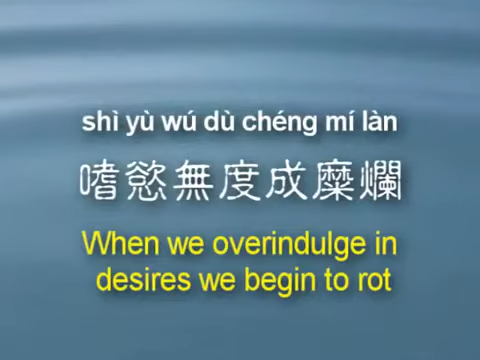 shì yù wú dù chéng mí làn
嗜慾無度成糜爛
When we overindulge in
desires we begin to rot